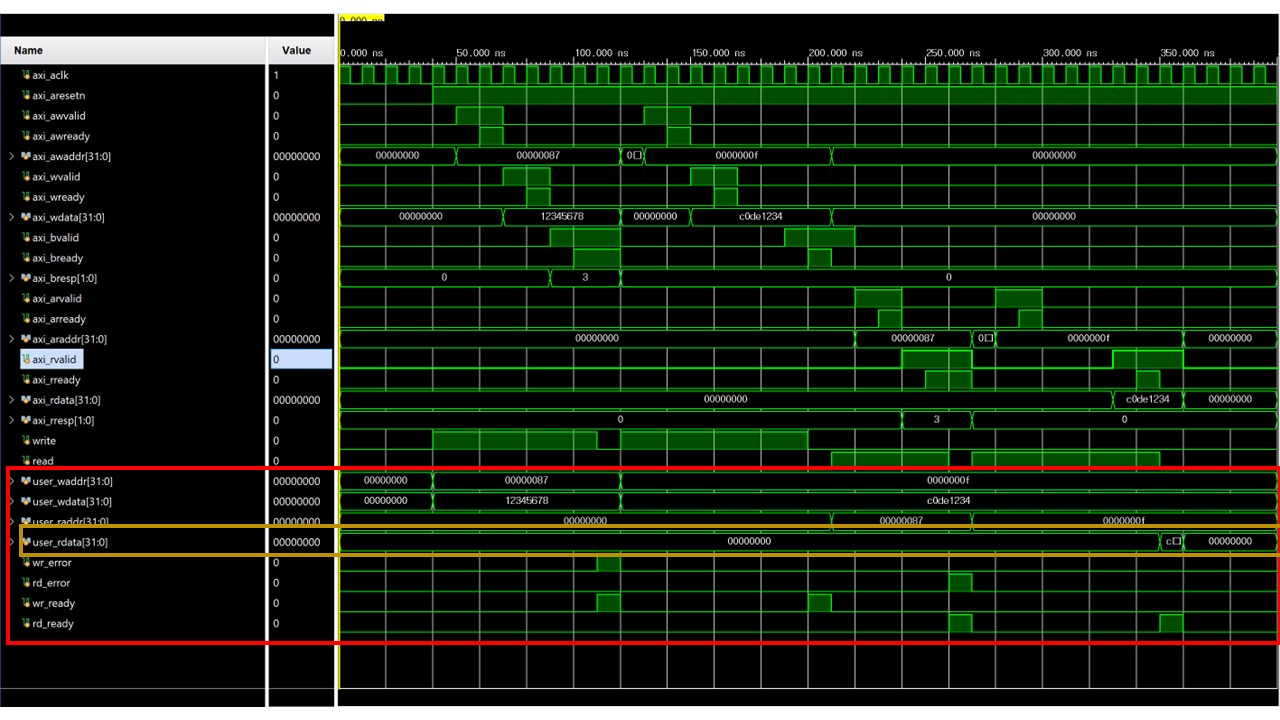 0.000 ns
Name Value 0.000 ns 50.000 ns 100.000 ns 150.000 ns 200.000 ns 250.000 ns 300.000 ns 350.000 ns
axi_aclk 1
axi_aresetn 0
axi_awvalid 0
axi_awready 0
axi_awaddr[31:0] 00000000 00000000 00000087 0□ 0000000f 00000000
axi_wvalid 0
axi_wready 0
axi_wdata[31:0] 00000000 00000000 12345678 00000000 c0de1234 00000000
axi_bvalid 0
axi_bready 0
axi_bresp[1:0] 0 0 3 0
axi_arvalid 0
axi_arready 0
axi_araddr[31:0] 00000000 00000000 00000087 0□ 0000000f 00000000
axi_rvalid 0
axi_rready 0
axi_rdata[31:0] 00000000 00000000 c0de1234 00000000
axi_rresp[1:0] 0 0 3 0
write 0
read 0
user_waddr[31:0] 00000000 00000000 00000087 0000000f
user_wdata[31:0] 00000000 00000000 12345678 c0de1234
user_raddr[31:0] 00000000 00000000 00000087 0000000f
user_rdata[31:0] 00000000 00000000 c□ 00000000
wr_error 0
rd_error 0
wr_ready 0
rd_ready 0